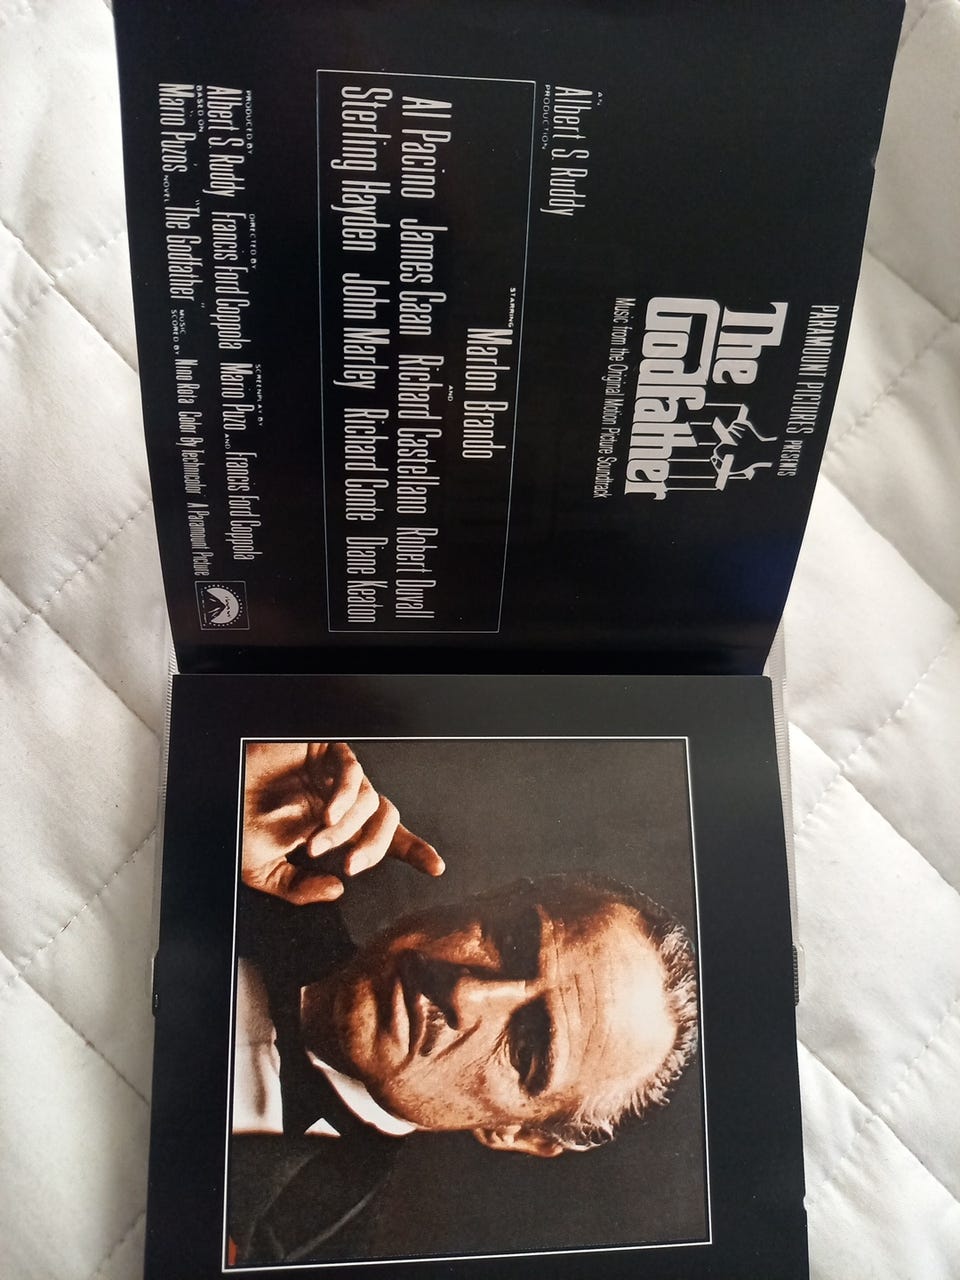 PARAMOUNT PICTURES PRESENTS
The
Godfather
Music from the Original Motion Picture Soundtrack
AN
Albert S. Ruddy
PRODUCTION
STARRING
Marlon Brando
AND
Al Pacino James Caan Richard Castellano Robert Duvall
Sterling Hayden John Marley Richard Conte Diane Keaton
PRODUCED BY DIRECTED BY SCREENPLAY BY
Albert S. Ruddy Francis Ford Coppola Mario Puzo AND Francis Ford Coppola
BASED ON MUSIC
Mario Puzo's NOVEL "The Godfather" SCORED BY Nino Rota Color By Technicolor A Paramount Picture